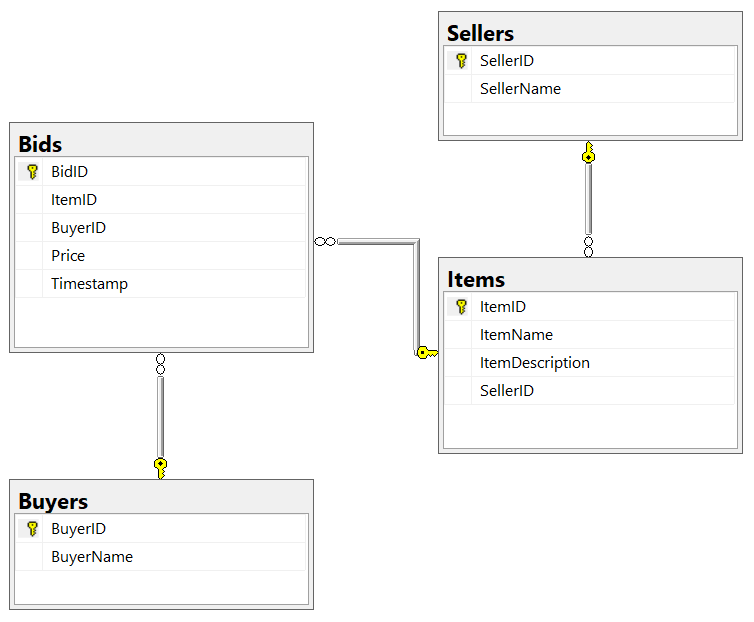 Sellers
SellerID
SellerName
Bids
BidID
ItemID
BuyerID
Price
Timestamp
Items
ItemID
ItemName
ItemDescription
SellerID
Buyers
BuyerID
BuyerName